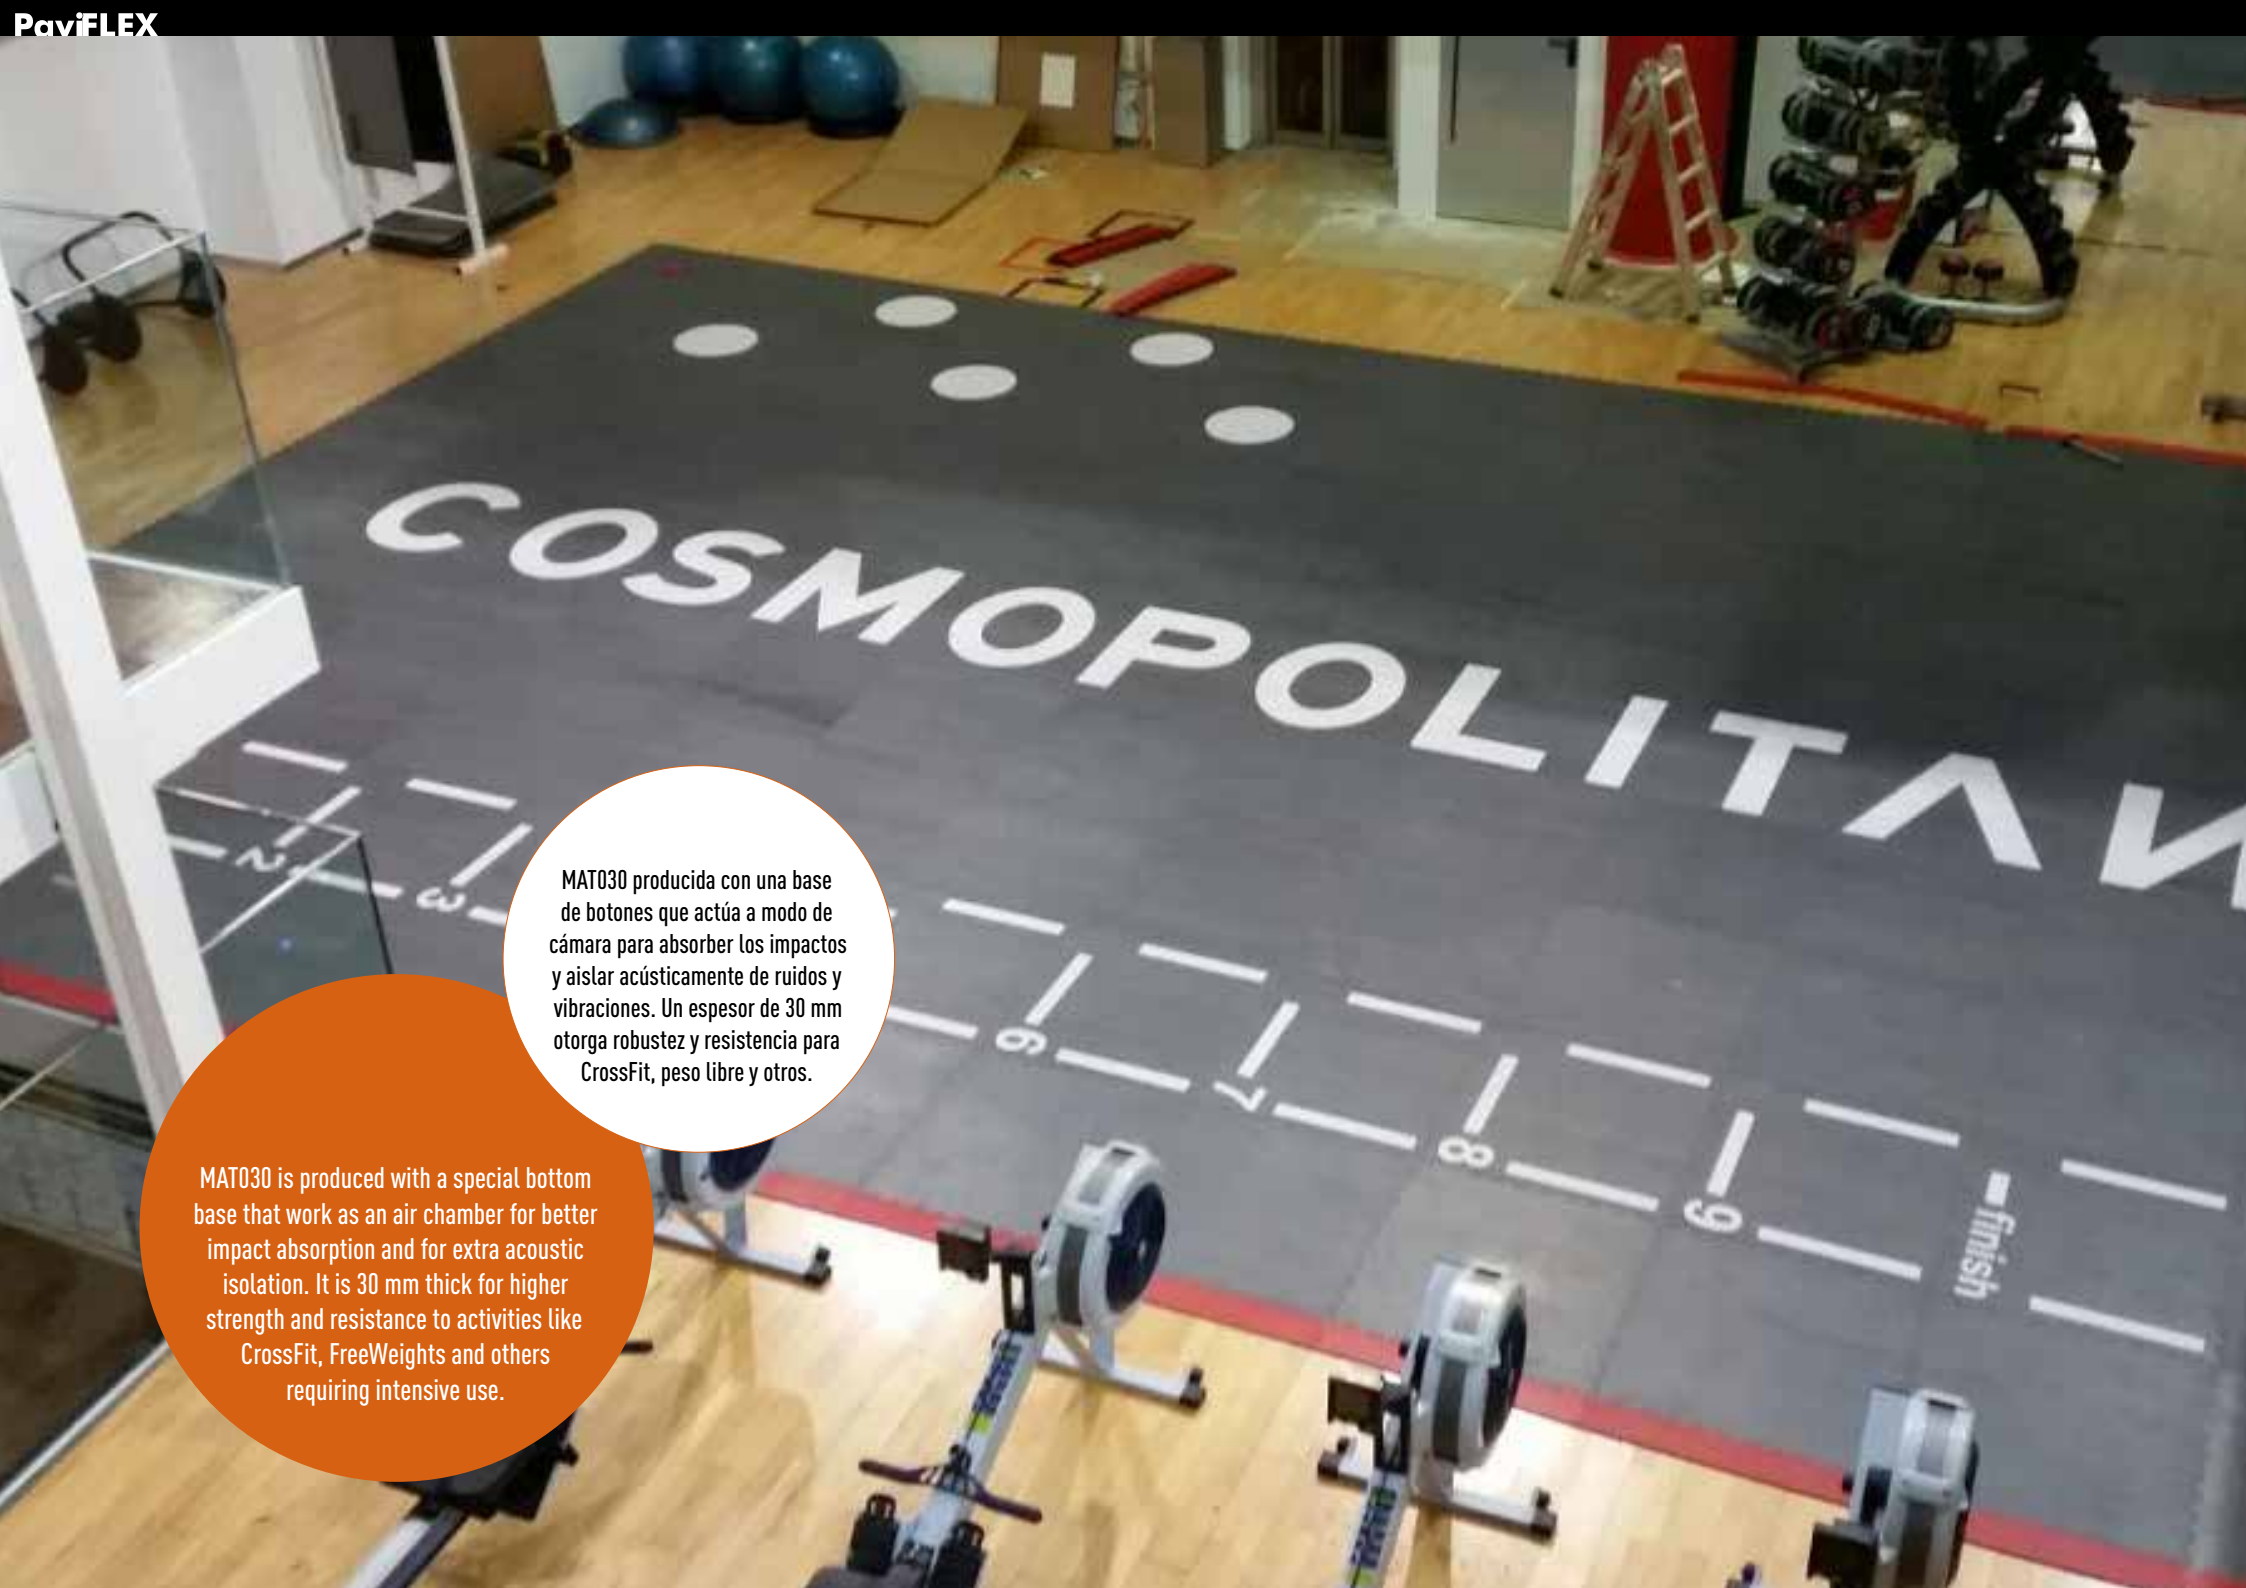 PaviFLEX
COSMOPOLITAN
2
3
6
7
8
9
finish
MAT030 producida con una base
de botones que actúa a modo de
cámara para absorber los impactos
y aislar acústicamente de ruidos y
vibraciones. Un espesor de 30 mm
otorga robustez y resistencia para
CrossFit, peso libre y otros.
MAT030 is produced with a special bottom
base that work as an air chamber for better
impact absorption and for extra acoustic
isolation. It is 30 mm thick for higher
strength and resistance to activities like
CrossFit, FreeWeights and others
requiring intensive use.